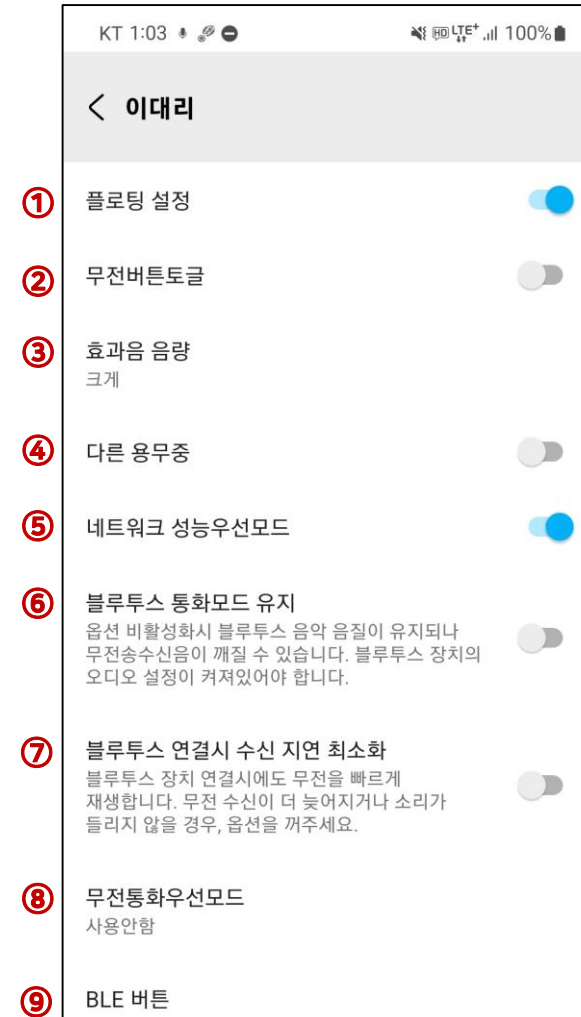 KT 1:03
HD LTE+ 100%
이대리
① 플로팅 설정
② 무전버튼토글
③ 효과음 음량
크게
④ 다른 용무중
⑤ 네트워크 성능우선모드
⑥ 블루투스 통화모드 유지
옵션 비활성화시 블루투스 음악 음질이 유지되나
무전송수신음이 깨질 수 있습니다. 블루투스 장치의
오디오 설정이 켜져있어야 합니다.
⑦ 블루투스 연결시 수신 지연 최소화
블루투스 장치 연결시에도 무전을 빠르게
재생합니다. 무전 수신이 더 늦어지거나 소리가
들리지 않을 경우, 옵션을 꺼주세요.
⑧ 무전통화우선모드
사용안함
⑨ BLE 버튼